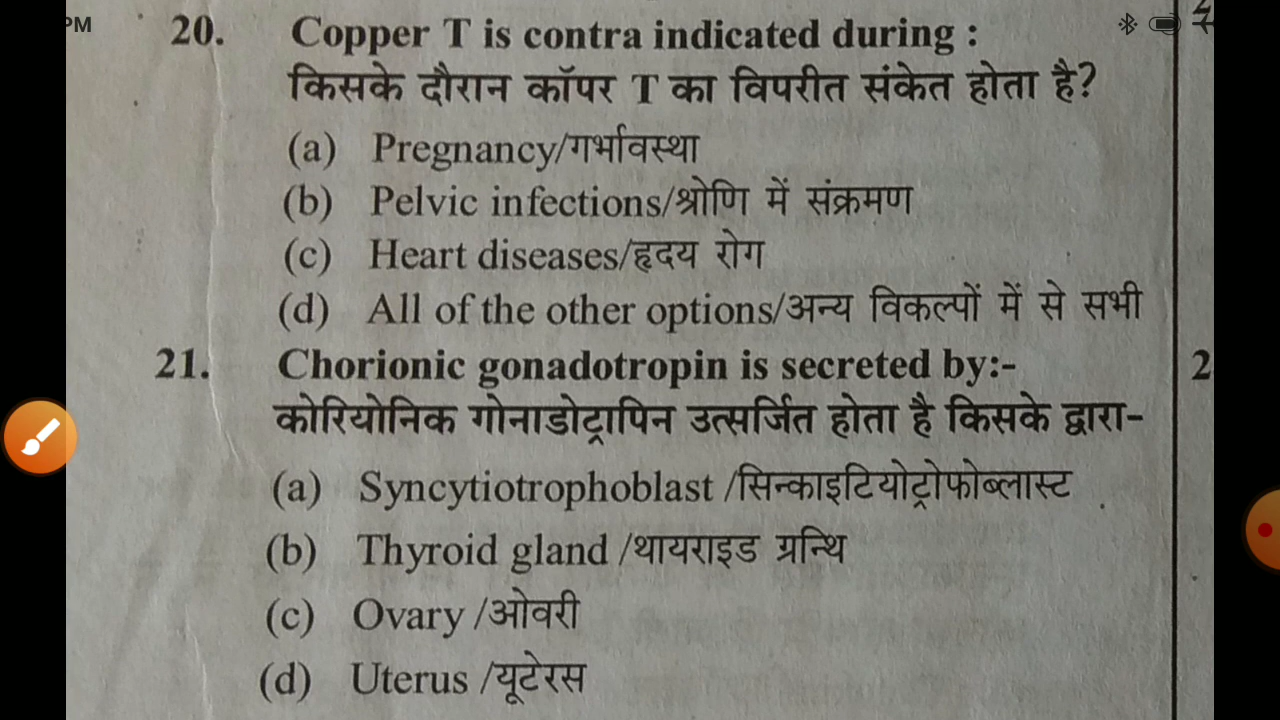 PM
20. Copper T is contra indicated during :
किसके दौरान कॉपर T का विपरीत संकेत होता है?
(a) Pregnancy/गर्भावस्था
(b) Pelvic infections/श्रोणि में संक्रमण
(c) Heart diseases/हृदय रोग
(d) All of the other options/अन्य विकल्पों में से सभी
21. Chorionic gonadotropin is secreted by:-
कोरियोनिक गोनाडोट्रापिन उत्सर्जित होता है किसके द्वारा-
(a) Syncytiotrophoblast /सिन्काइटियोट्रोफोब्लास्ट
(b) Thyroid gland /थायराइड ग्रन्थि
(c) Ovary /ओवरी
(d) Uterus /यूटेरस
2